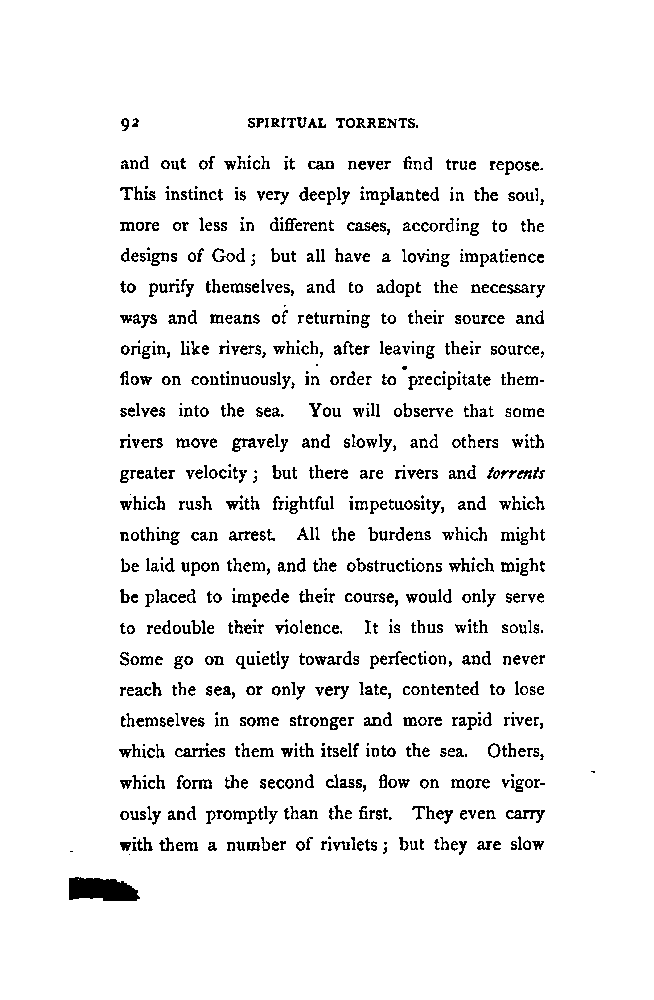 92 SPIRITUAL TORRENTS.
and out of which it can never find true repose.
This instinct is very deeply implanted in the soul,
more or less in different cases, according to the
designs of God; but all have a loving impatience
to purify themselves, and to adopt the necessary
ways and means of returning to their source and
origin, like rivers, which, after leaving their source,
flow on continuously, in order to precipitate them-
selves into the sea. You will observe that some
rivers move gravely and slowly, and others with
greater velocity; but there are rivers and torrents
which rush with frightful impetuosity, and which
nothing can arrest. All the burdens which might
be laid upon them, and the obstructions which might
be placed to impede their course, would only serve
to redouble their violence. It is thus with souls.
Some go on quietly towards perfection, and never
reach the sea, or only very late, contented to lose
themselves in some stronger and more rapid river,
which carries them with itself into the sea. Others,
which form the second class, flow on more vigor-
ously and promptly than the first. They even carry
with them a number of rivulets; but they are slow